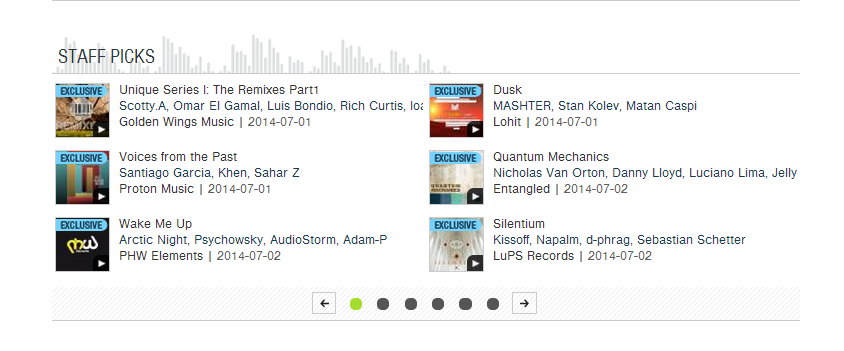 STAFF PICKS
EXCLUSIVE
Unique Series I: The Remixes Part1
Scotty.A, Omar El Gamal, Luis Bondio, Rich Curtis, loa
Golden Wings Music | 2014-07-01
EXCLUSIVE
Dusk
MASHTER, Stan Kolev, Matan Caspi
Lohit | 2014-07-01
EXCLUSIVE
Voices from the Past
Santiago Garcia, Khen, Sahar Z
Proton Music | 2014-07-01
EXCLUSIVE
QUANTUM
Quantum Mechanics
Nicholas Van Orton, Danny Lloyd, Luciano Lima, Jelly
Entangled | 2014-07-02
EXCLUSIVE
PHW
Wake Me Up
Arctic Night, Psychowsky, AudioStorm, Adam-P
PHW Elements | 2014-07-02
EXCLUSIVE
Silentium
Kissoff, Napalm, d-phrag, Sebastian Schetter
LuPS Records | 2014-07-02